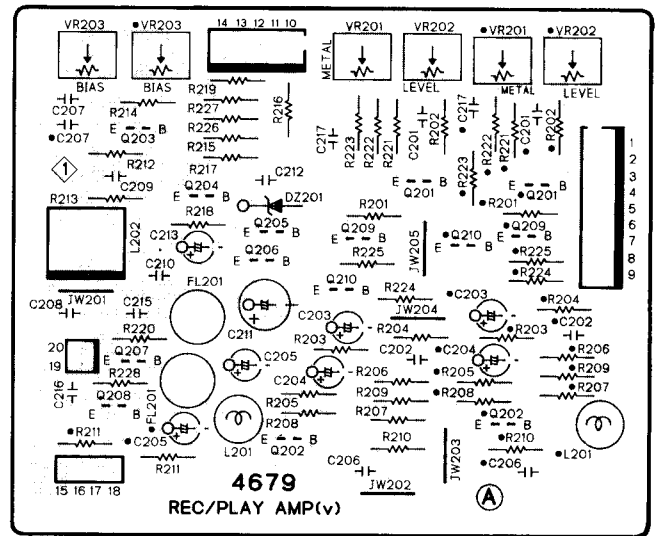 VR203 VR203 14 13 12 11 10 VR201 VR202 VR201 VR202
METAL
BIAS BIAS LEVEL METAL LEVEL
R219
C207 R214 R227 R216 C217 R223 R222 R221 C201 R202 C217 R222 R221 C201 R202
E B
C207 Q203 R226
R212 R215 R223
1 R217 C212
C209 Q204 E B DZ201 E B Q201 R201 E B Q201
R213 R218 R201
L202 C213 Q205 E B Q209 E B JW205 Q210 E B Q209 E B
Q206 E B R225 R225
C210 R224
JW201 FL201 Q210 E B R224 C203 R204
C208 C215 C203 JW204
R220 C211 R204 R203 C202
20 Q207 E B R203 C202 C204 R206
19 R228 C205 R206 R205 R209
C216 Q208 E B C204 R209 R208 R207
FL201 R205 R207
R208 Q202 E B
R211 C205 L201 Q202 E B R210 R210
R211 C206 JW203 C206 L201
15 16 17 18 4679 JW202 A
REC/PLAY AMP(v)
1
2
3
4
5
6
7
8
9